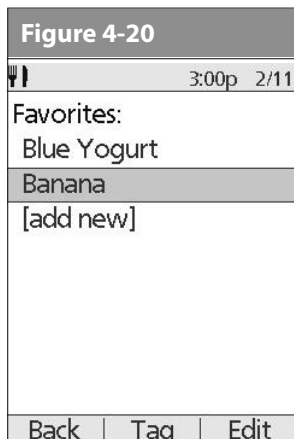 Figure 4-20
3:00p 2/11
Favorites:
Blue Yogurt
Banana
[add new]
Back | Tag | Edit